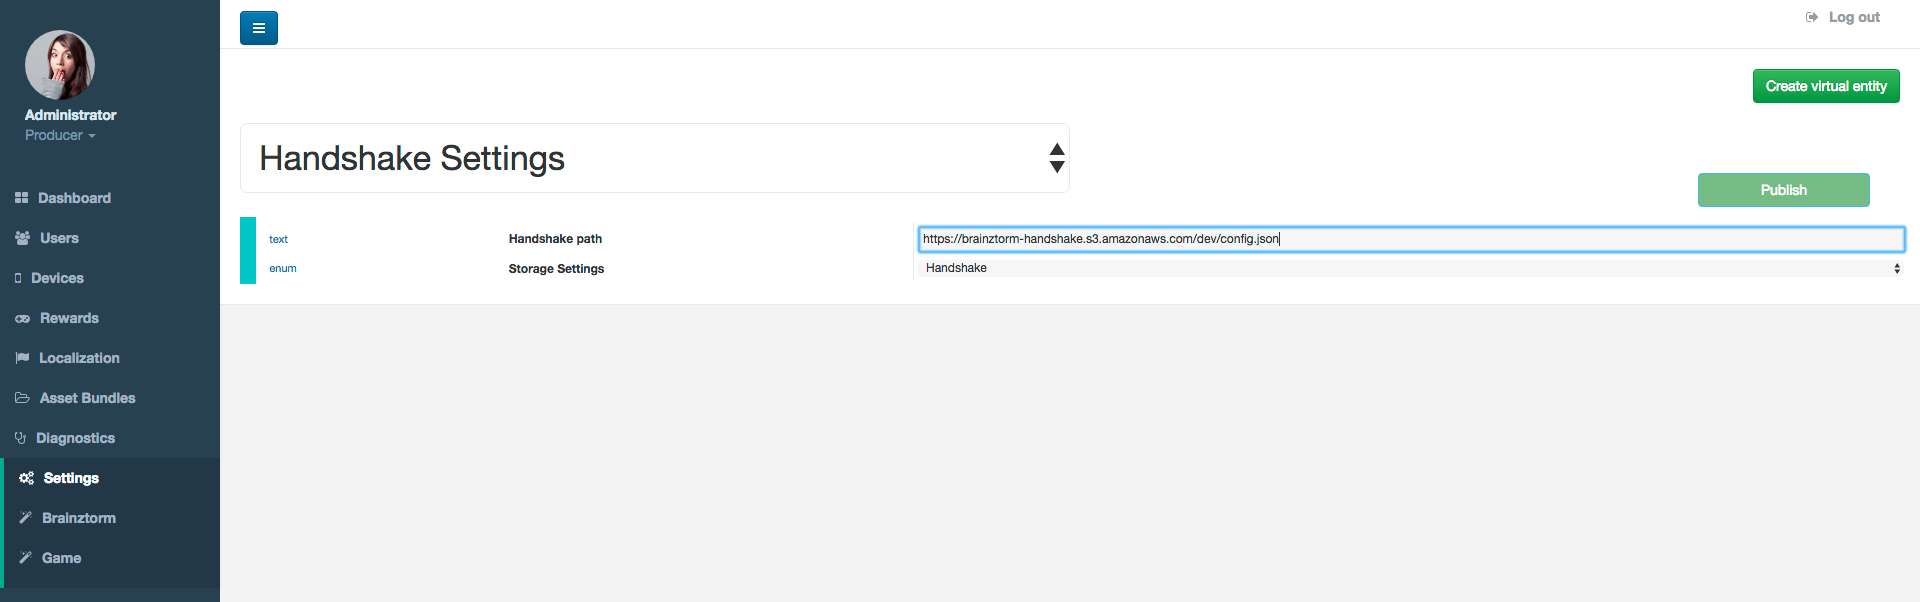 Log out
Administrator
Producer
Dashboard
Users
Devices
Rewards
Localization
Asset Bundles
Diagnostics
Settings
Brainztorm
Game
Create virtual entity
Handshake Settings
Publish
text Handshake path https://brainztorm-handshake.s3.amazonaws.com/dev/config.json
enum Storage Settings Handshake